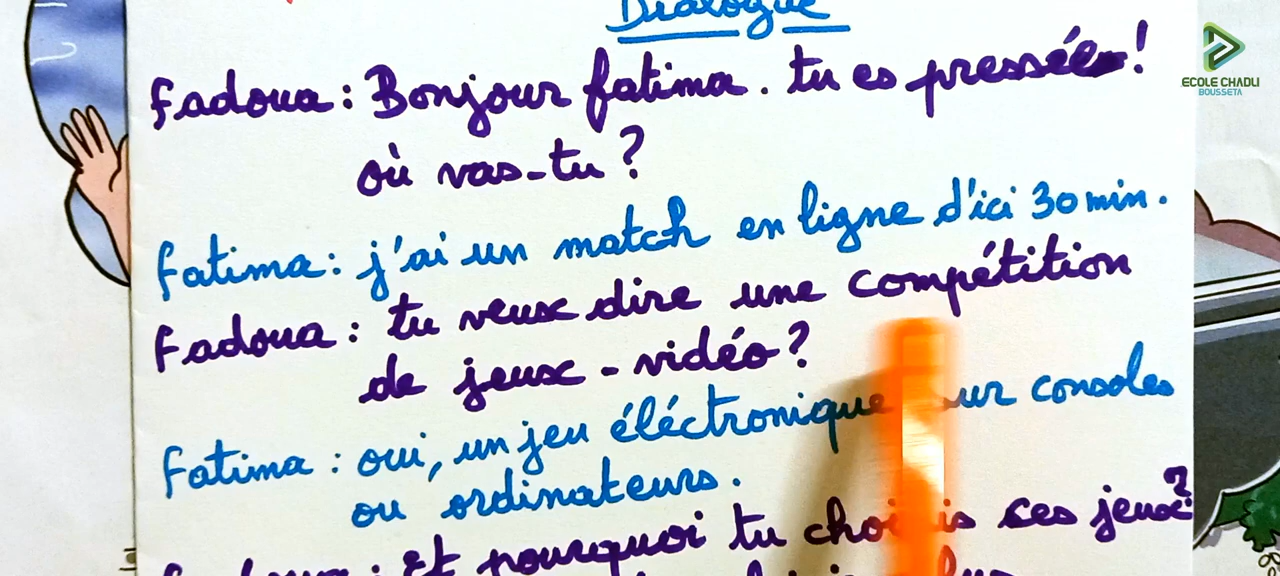 Dialogue
Fadoua : Bonjour fatima. tu es pressée !
où vas-tu ?
Fatima : j'ai un match en ligne d'ici 30 min.
Fadoua : tu veux dire une compétition
de jeux-vidéo ?
Fatima : oui, un jeu éléctronique sur consoles
ou ordinateurs.
Fadoua : Et pourquoi tu choisis ces jeux ?
ECOLE CHADLI
BOUSSETA